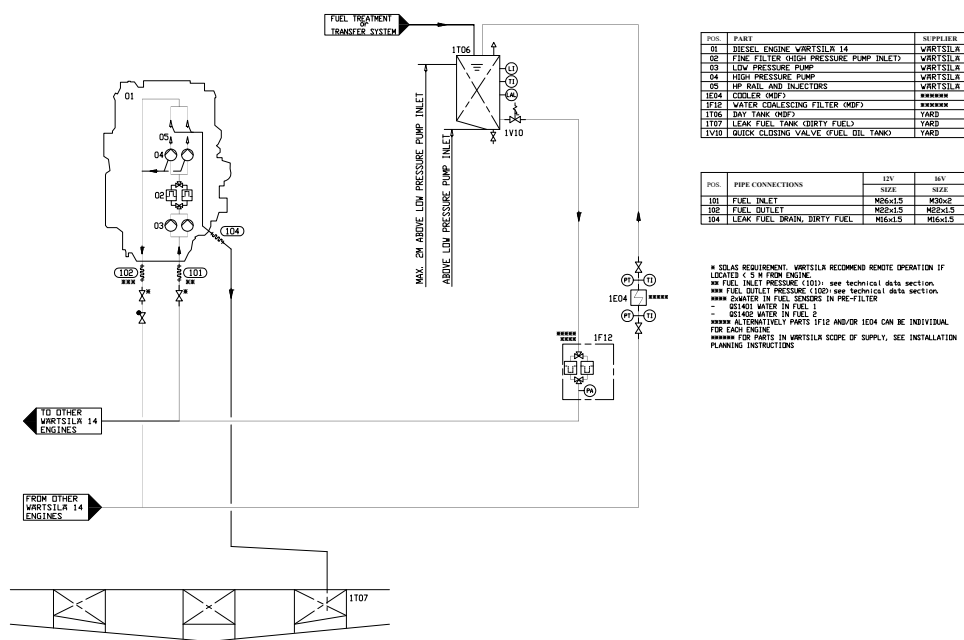 FUEL TREATMENT
or
TRANSFER SYSTEM
1T06
LI
TI
LAL
1V10
MAX. 2M ABOVE LOW PRESSURE PUMP INLET
ABOVE LOW PRESSURE PUMP INLET
01
05
04
02
03
104
102
101
***
**
*
*
PT
TI
1E04
*****
PT
TI
*****
****
1F12
PA
TO OTHER
WÄRTSILÄ 14
ENGINES
FROM OTHER
WÄRTSILÄ 14
ENGINES
1T07
POS. PART SUPPLIER
01 DIESEL ENGINE WÄRTSILÄ 14 WÄRTSILÄ
02 FINE FILTER (HIGH PRESSURE PUMP INLET) WÄRTSILÄ
03 LOW PRESSURE PUMP WÄRTSILÄ
04 HIGH PRESSURE PUMP WÄRTSILÄ
05 HP RAIL AND INJECTORS WÄRTSILÄ
1E04 COOLER (MDF) ******
1F12 WATER COALESCING FILTER (MDF) ******
1T06 DAY TANK (MDF) YARD
1T07 LEAK FUEL TANK (DIRTY FUEL) YARD
1V10 QUICK CLOSING VALVE (FUEL OIL TANK) YARD
POS. PIPE CONNECTIONS 12V 16V
SIZE SIZE
101 FUEL INLET M26x1.5 M30x2
102 FUEL OUTLET M22x1.5 M22x1.5
104 LEAK FUEL DRAIN, DIRTY FUEL M16x1.5 M16x1.5
* SOLAS REQUIREMENT. WÄRTSILÄ RECOMMEND REMOTE OPERATION IF
LOCATED < 5 M FROM ENGINE.
** FUEL INLET PRESSURE (101): see technical data section.
*** FUEL OUTLET PRESSURE (102): see technical data section.
**** 2xWATER IN FUEL SENSORS IN PRE-FILTER
- QS1401 WATER IN FUEL 1
- QS1402 WATER IN FUEL 2
***** ALTERNATIVELY PARTS 1F12 AND/OR 1E04 CAN BE INDIVIDUAL
FOR EACH ENGINE
****** FOR PARTS IN WÄRTSILÄ SCOPE OF SUPPLY, SEE INSTALLATION
PLANNING INSTRUCTIONS